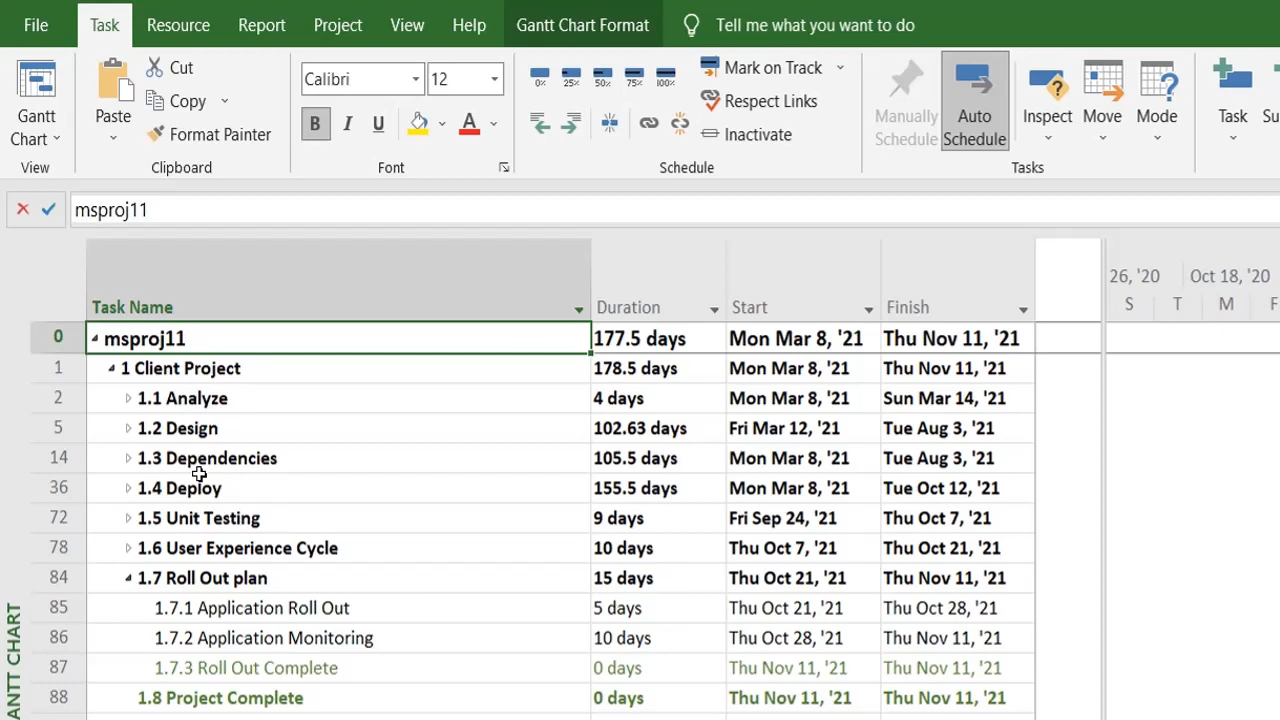 File Task Resource Report Project View Help Gantt Chart Format Tell me what you want to do
Cut
Copy
Format Painter
Paste
Gantt
Chart
Calibri 12
B I U A
0% 25% 50% 75% 100%
Mark on Track
Respect Links
Inactivate
Manually
Schedule
Auto
Schedule
Inspect Move Mode Task
View Clipboard Font Schedule Tasks
msproj11
26, '20 Oct 18, '20
Task Name Duration Start Finish S T M F
0 msproj11 177.5 days Mon Mar 8, '21 Thu Nov 11, '21
1 1 Client Project 178.5 days Mon Mar 8, '21 Thu Nov 11, '21
2 1.1 Analyze 4 days Mon Mar 8, '21 Sun Mar 14, '21
5 1.2 Design 102.63 days Fri Mar 12, '21 Tue Aug 3, '21
14 1.3 Dependencies 105.5 days Mon Mar 8, '21 Tue Aug 3, '21
36 1.4 Deploy 155.5 days Mon Mar 8, '21 Tue Oct 12, '21
72 1.5 Unit Testing 9 days Fri Sep 24, '21 Thu Oct 7, '21
78 1.6 User Experience Cycle 10 days Thu Oct 7, '21 Thu Oct 21, '21
84 1.7 Roll Out plan 15 days Thu Oct 21, '21 Thu Nov 11, '21
85 1.7.1 Application Roll Out 5 days Thu Oct 21, '21 Thu Oct 28, '21
86 1.7.2 Application Monitoring 10 days Thu Oct 28, '21 Thu Nov 11, '21
87 1.7.3 Roll Out Complete 0 days Thu Nov 11, '21 Thu Nov 11, '21
88 1.8 Project Complete 0 days Thu Nov 11, '21 Thu Nov 11, '21
ANTT CHART